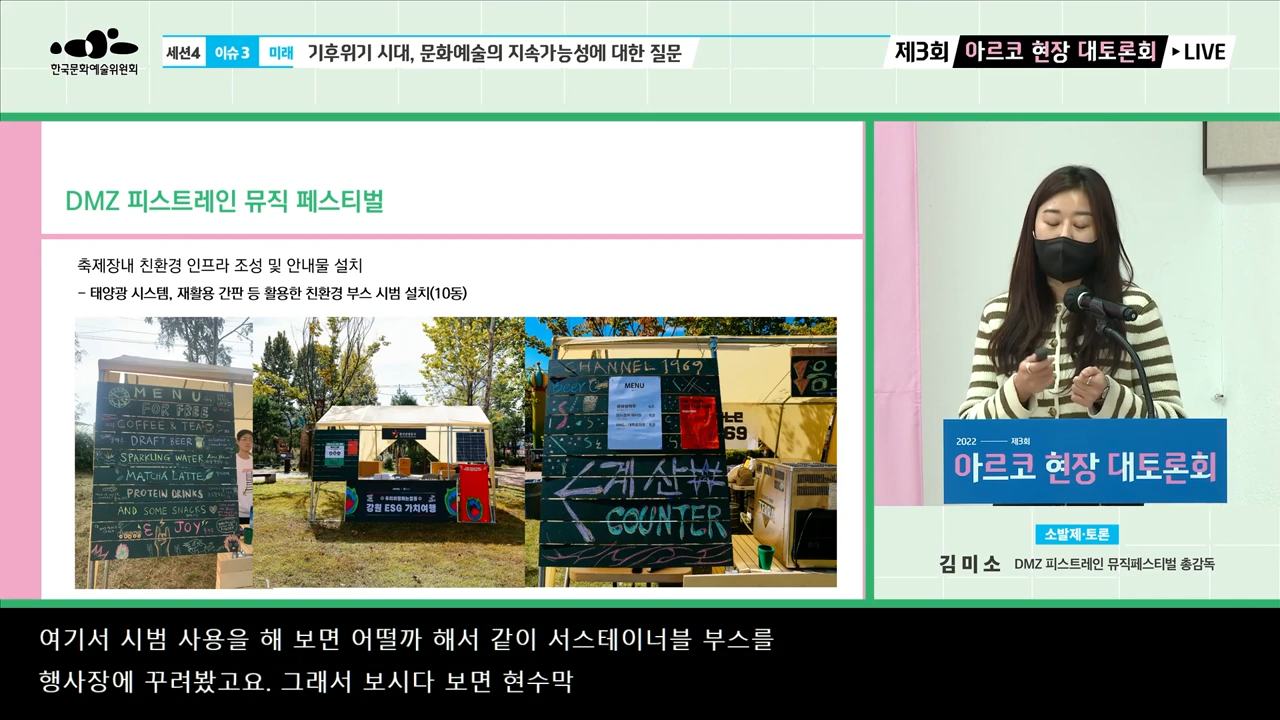 한국문화예술위원회
세션4 이슈 3 미래 기후위기 시대, 문화예술의 지속가능성에 대한 질문
제3회 아르코 현장 대토론회 ▸LIVE
DMZ 피스트레인 뮤직 페스티벌
축제장내 친환경 인프라 조성 및 안내물 설치
– 태양광 시스템, 재활용 간판 등 활용한 친환경 부스 시범 설치(10동)
MENU
FOR FREE
COFFEE & TEA
DRAFT BEER
SPARKLING WATER
MATCHA LATTE
PROTEIN DRINKS
AND SOME SNACKS
ENJOY
강원 ESG 가치여행
CHANNEL 1969
beer
MENU
음
69
계산
COUNTER
2022 제3회
아르코 현장 대토론회
소발제·토론
김미소 DMZ 피스트레인 뮤직페스티벌 총감독
여기서 시범 사용을 해 보면 어떨까 해서 같이 서스테이너블 부스를
행사장에 꾸려봤고요. 그래서 보시다 보면 현수막